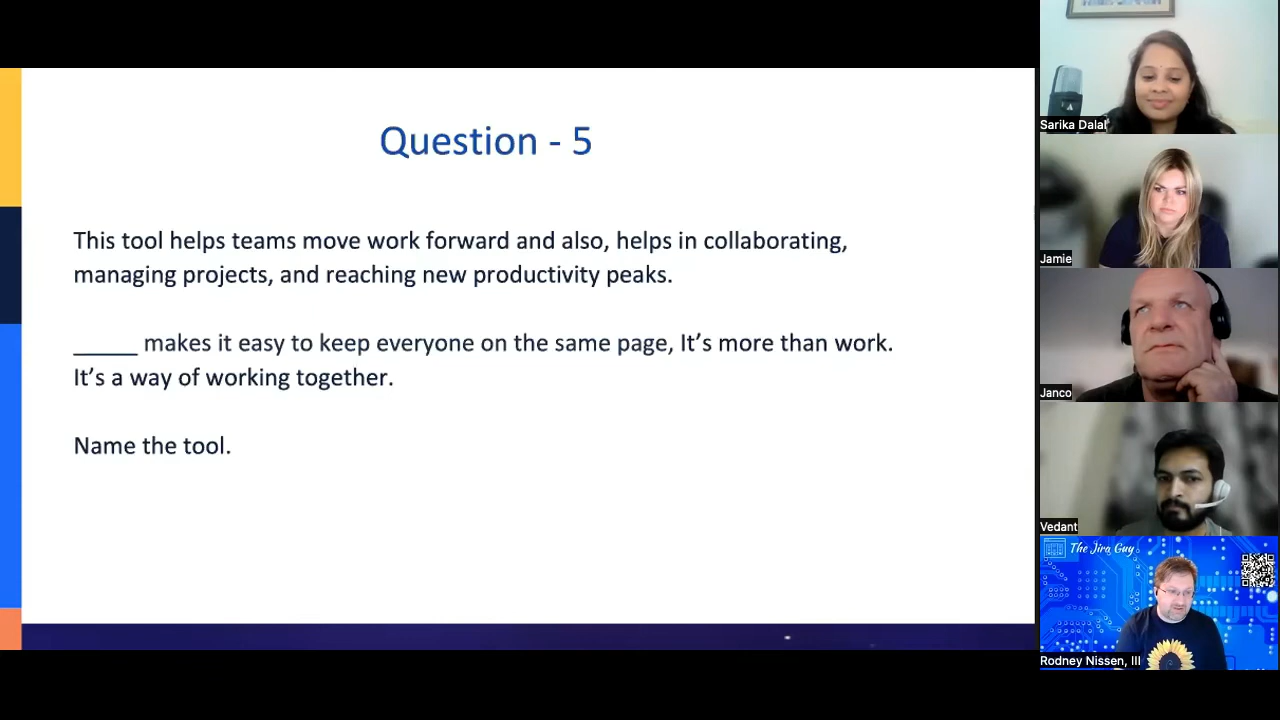 Question - 5
This tool helps teams move work forward and also, helps in collaborating,
managing projects, and reaching new productivity peaks.
_____ makes it easy to keep everyone on the same page, It's more than work.
It's a way of working together.
Name the tool.
Sarika Dalal
Jamie
Janco
Vedant
The Jira Guy
Rodney Nissen, III